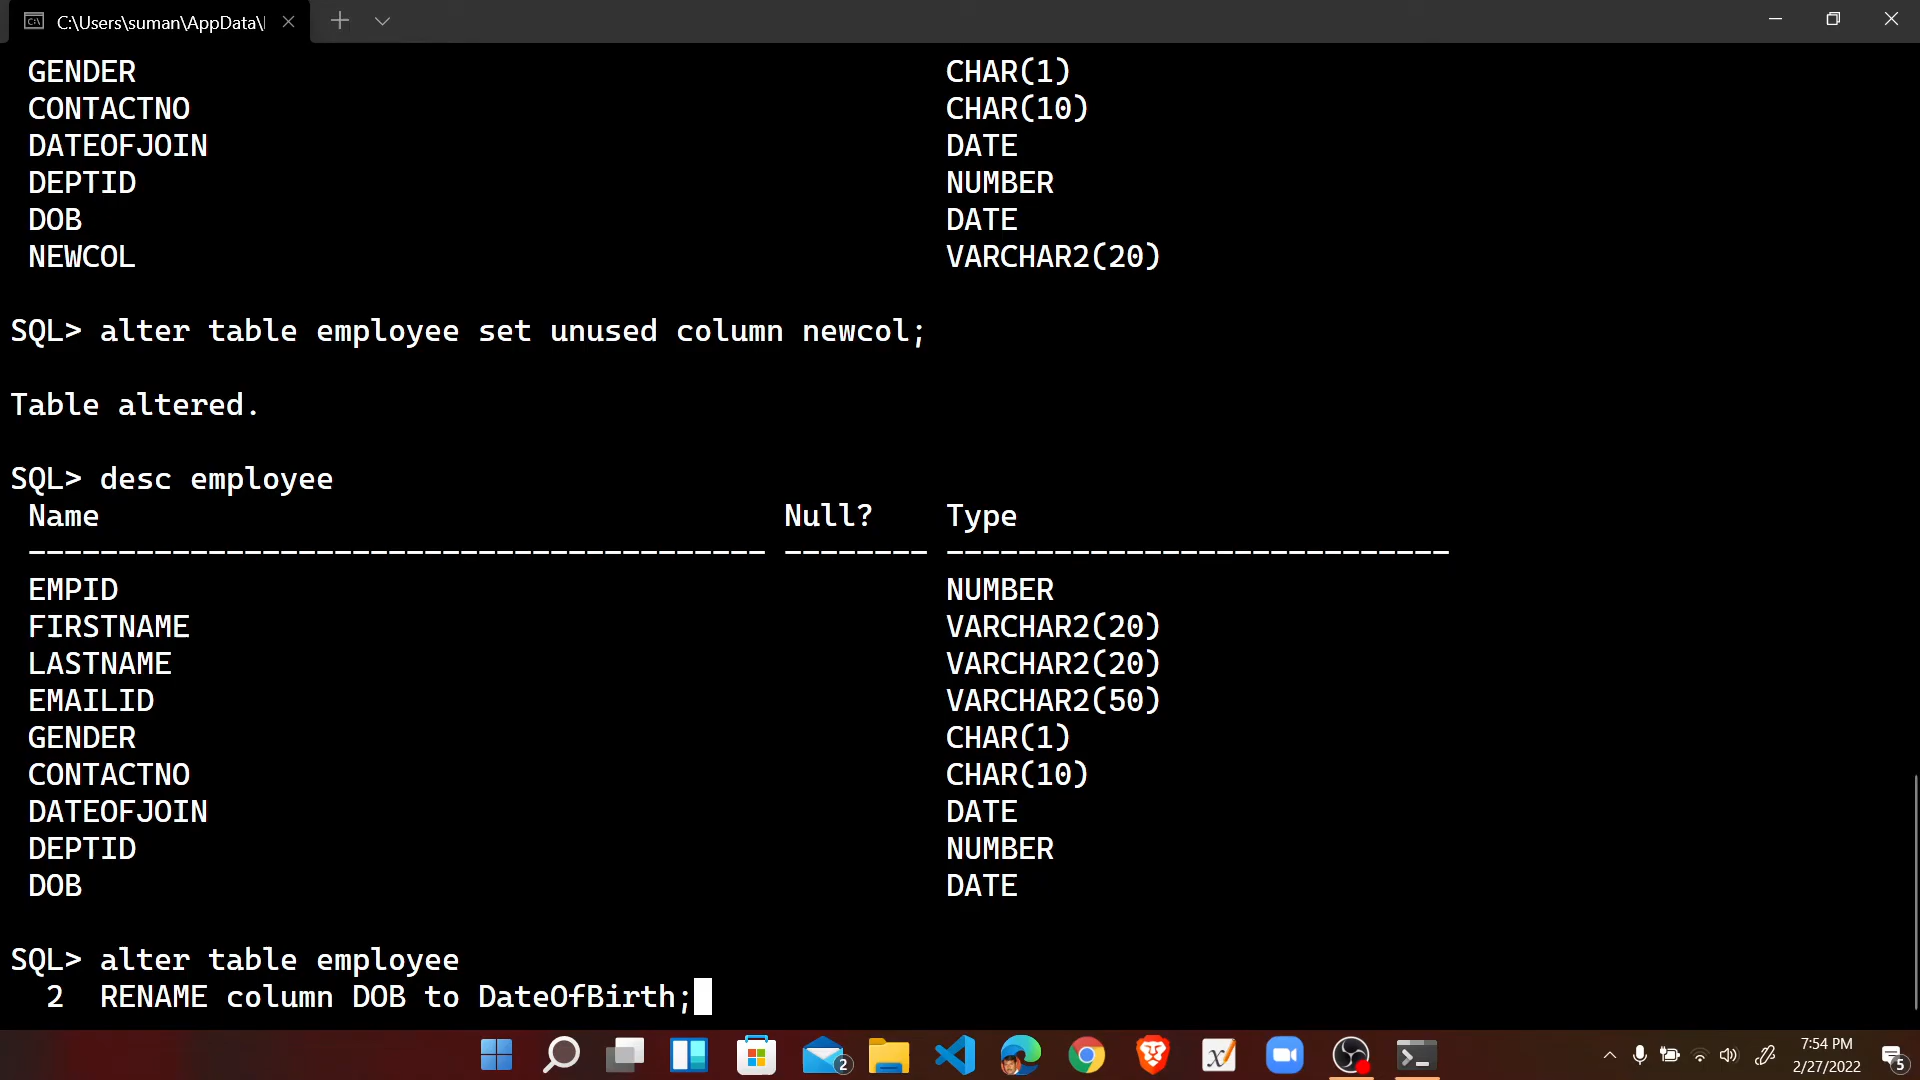 C:\Users\suman\AppData\
GENDER CHAR(1)
CONTACTNO CHAR(10)
DATEOFJOIN DATE
DEPTID NUMBER
DOB DATE
NEWCOL VARCHAR2(20)
SQL> alter table employee set unused column newcol;
Table altered.
SQL> desc employee
Name Null? Type
----------------------------------------- -------- ----------------------------
EMPID NUMBER
FIRSTNAME VARCHAR2(20)
LASTNAME VARCHAR2(20)
EMAILID VARCHAR2(50)
GENDER CHAR(1)
CONTACTNO CHAR(10)
DATEOFJOIN DATE
DEPTID NUMBER
DOB DATE
SQL> alter table employee
2 RENAME column DOB to DateOfBirth;
2
7:54 PM
2/27/2022
5